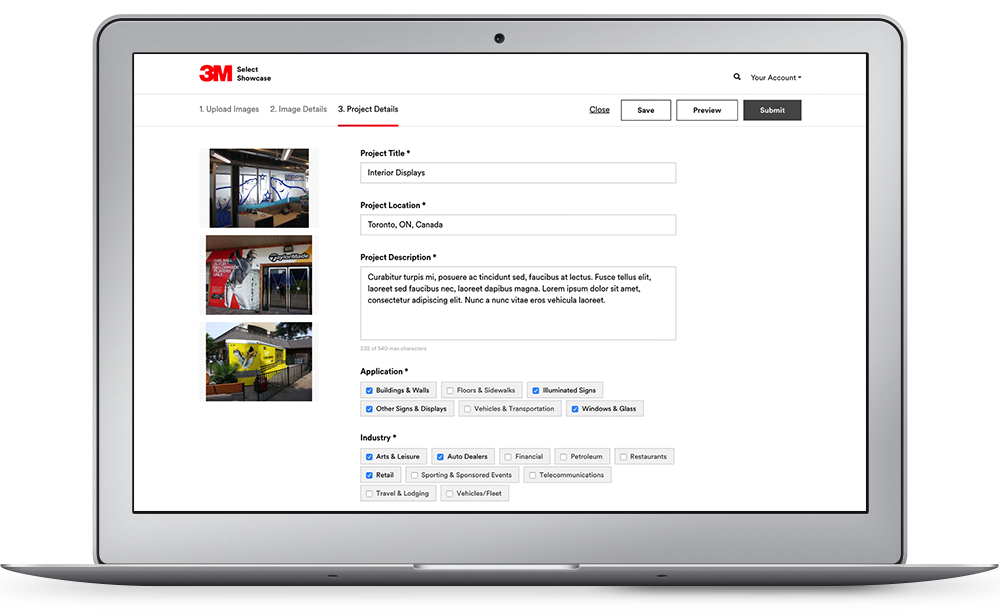 3M Select
Showcase
Your Account
1. Upload Images 2. Image Details 3. Project Details
Close Save Preview Submit
Project Title *
Interior Displays
Project Location *
Toronto, ON, Canada
Project Description *
Curabitur turpis mi, posuere ac tincidunt sed, faucibus at lectus. Fusce tellus elit,
laoreet sed faucibus nec, laoreet dapibus magna. Lorem ipsum dolor sit amet,
consectetur adipiscing elit. Nunc a nunc vitae eros vehicula laoreet.
232 of 540 max characters
TaylorMade
Application *
Buildings & Walls Floors & Sidewalks Illuminated Signs
Other Signs & Displays Vehicles & Transportation Windows & Glass
Industry *
Arts & Leisure Auto Dealers Financial Petroleum Restaurants
Retail Sporting & Sponsored Events Telecommunications
Travel & Lodging Vehicles/Fleet